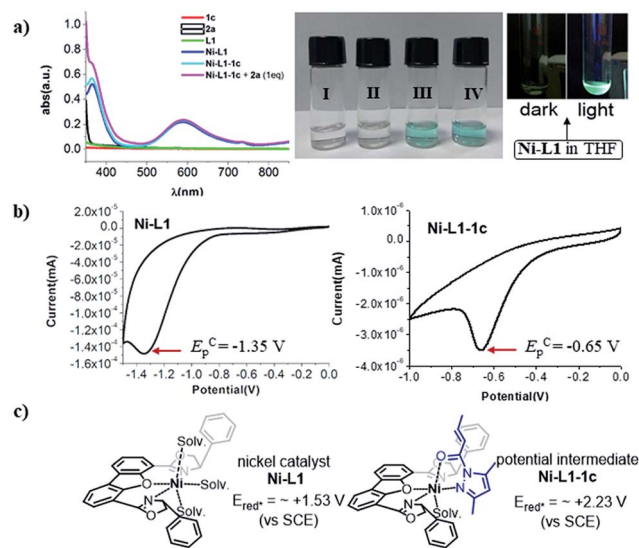 a)
abs(a.u.)
1.0
0.8
0.6
0.4
0.2
0.0
400 500 600 700 800
λ(nm)
1c
2a
L1
Ni-L1
Ni-L1-1c
Ni-L1-1c + 2a (1eq)
I II III IV
dark light
Ni-L1 in THF
b)
Ni-L1
Current(mA)
2.0x10⁻⁵
0.0
-2.0x10⁻⁵
-4.0x10⁻⁵
-6.0x10⁻⁵
-8.0x10⁻⁵
-1.0x10⁻⁴
-1.2x10⁻⁴
-1.4x10⁻⁴
-1.6x10⁻⁴
-1.4 -1.2 -1.0 -0.8 -0.6 -0.4 -0.2 0.0
Potential(V)
EpC = -1.35 V
Ni-L1-1c
Current(mA)
1.0x10⁻⁶
0.0
-1.0x10⁻⁶
-2.0x10⁻⁶
-3.0x10⁻⁶
-4.0x10⁻⁶
-1.0 -0.8 -0.6 -0.4 -0.2 0.0
Potential(V)
EpC = -0.65 V
c)
Solv.
N
Ni
O
Solv.
N
O
Solv.
nickel catalyst
Ni-L1
Ered* = ~ +1.53 V
(vs SCE)
O
N
Ni
N
O
N
N
O
Solv.
potential intermediate
Ni-L1-1c
Ered* = ~ +2.23 V
(vs SCE)